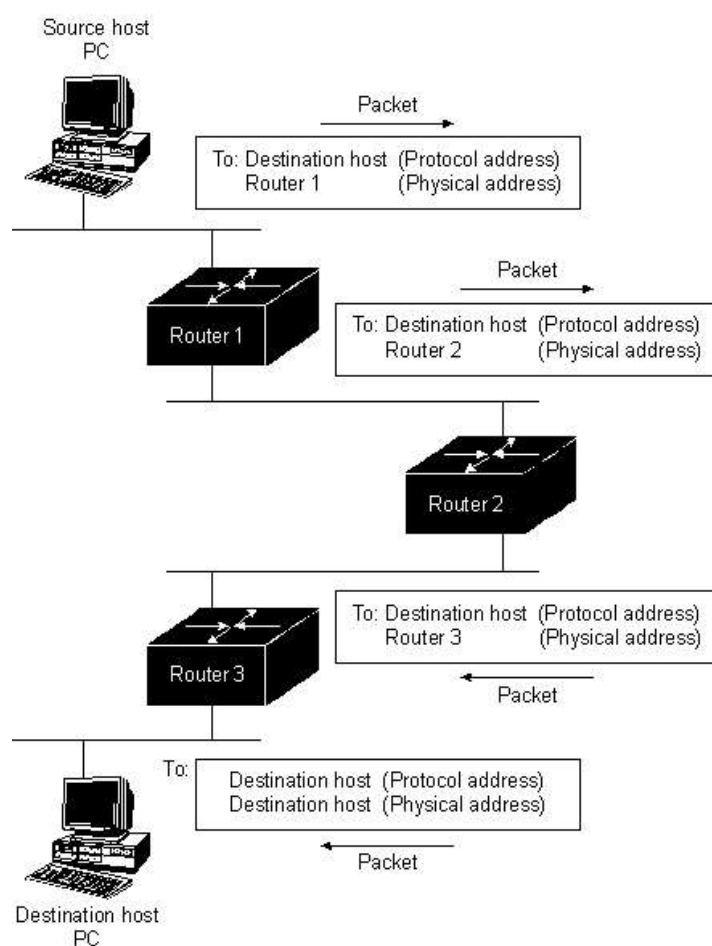 Source host
PC
Packet
To: Destination host (Protocol address)
Router 1 (Physical address)
Router 1
Packet
To: Destination host (Protocol address)
Router 2 (Physical address)
Router 2
To: Destination host (Protocol address)
Router 3 (Physical address)
Router 3
Packet
To:
Destination host (Protocol address)
Destination host (Physical address)
Packet
Destination host
PC